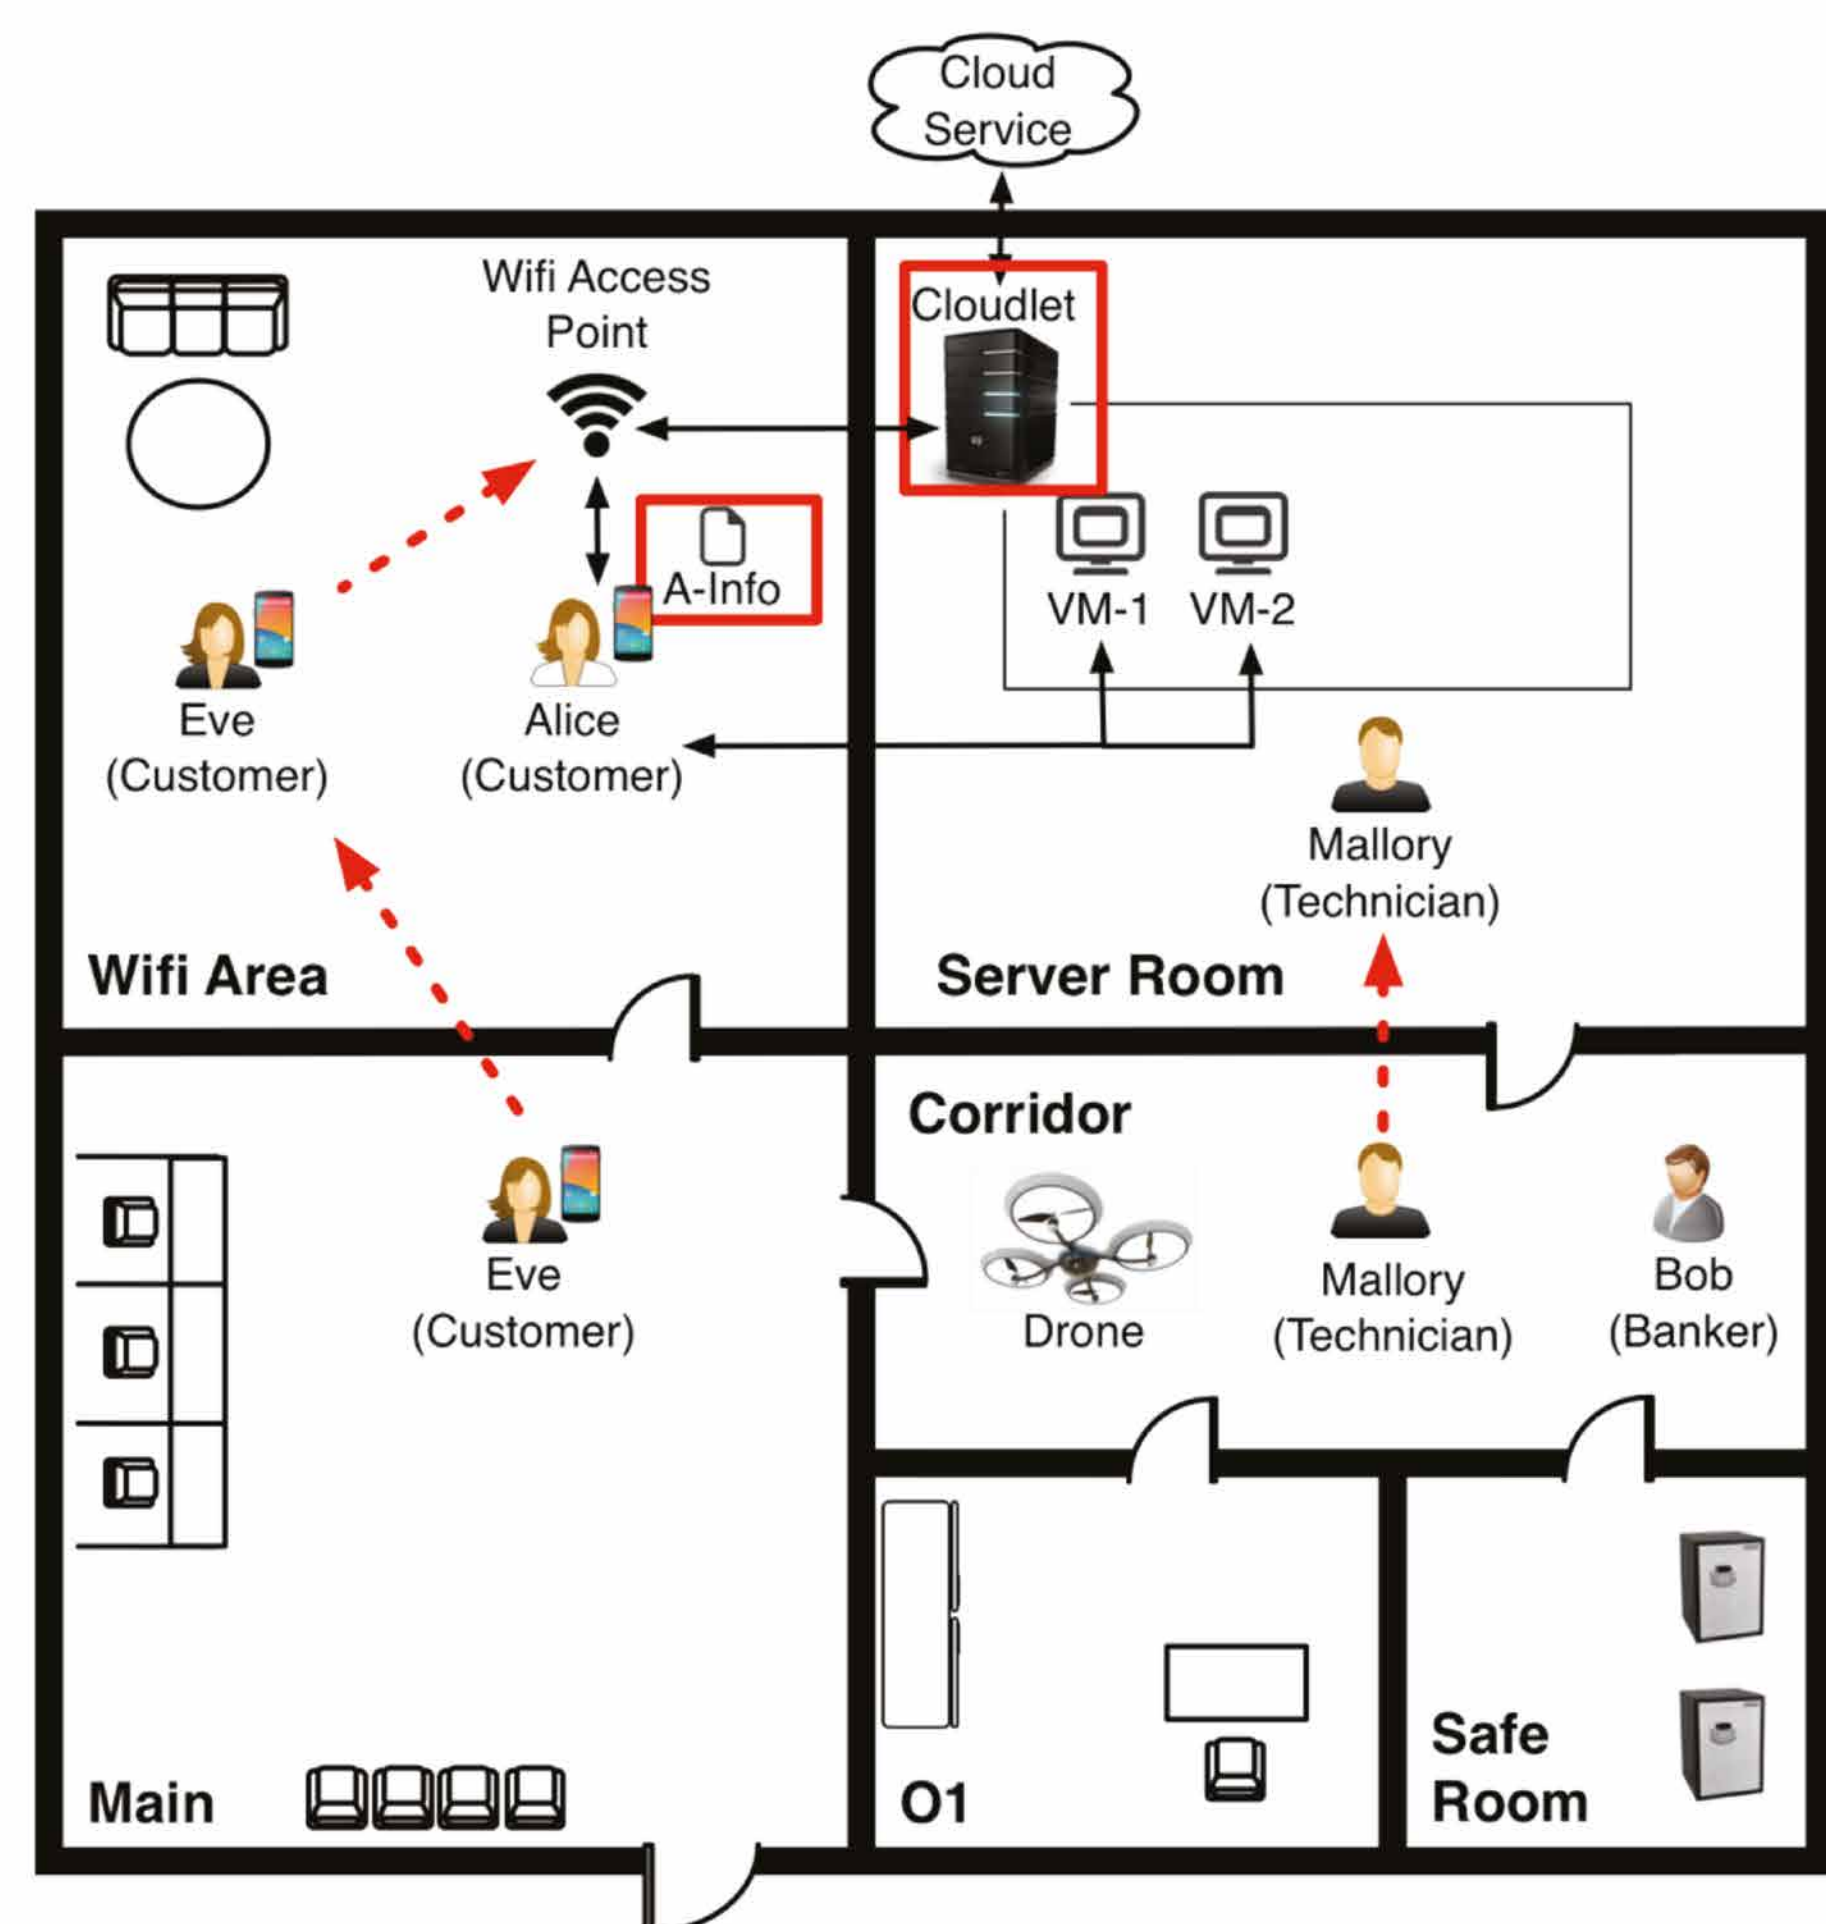 Cloud
Service
Wifi Access
Point
Cloudlet
A-Info
VM-1
VM-2
Eve
(Customer)
Alice
(Customer)
Mallory
(Technician)
Wifi Area
Server Room
Corridor
Eve
(Customer)
Drone
Mallory
(Technician)
Bob
(Banker)
Main
O1
Safe
Room